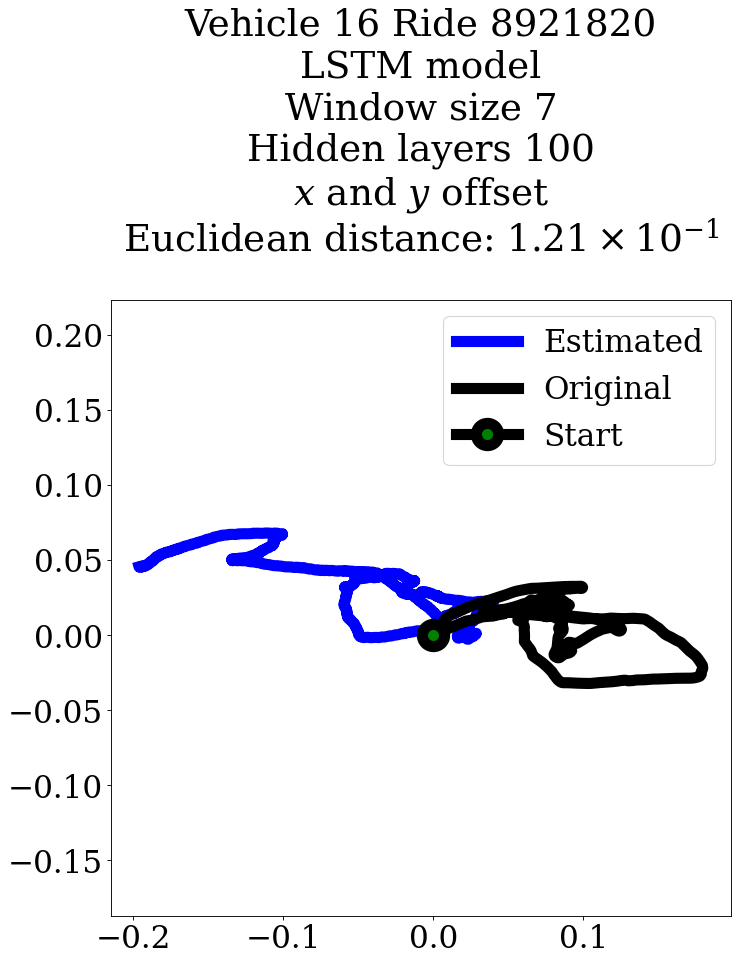 Vehicle 16 Ride 8921820
LSTM model
Window size 7
Hidden layers 100
x and y offset
Euclidean distance: 1.21 × 10⁻¹
Estimated
Original
Start
0.20
0.15
0.10
0.05
0.00
−0.05
−0.10
−0.15
−0.2 −0.1 0.0 0.1